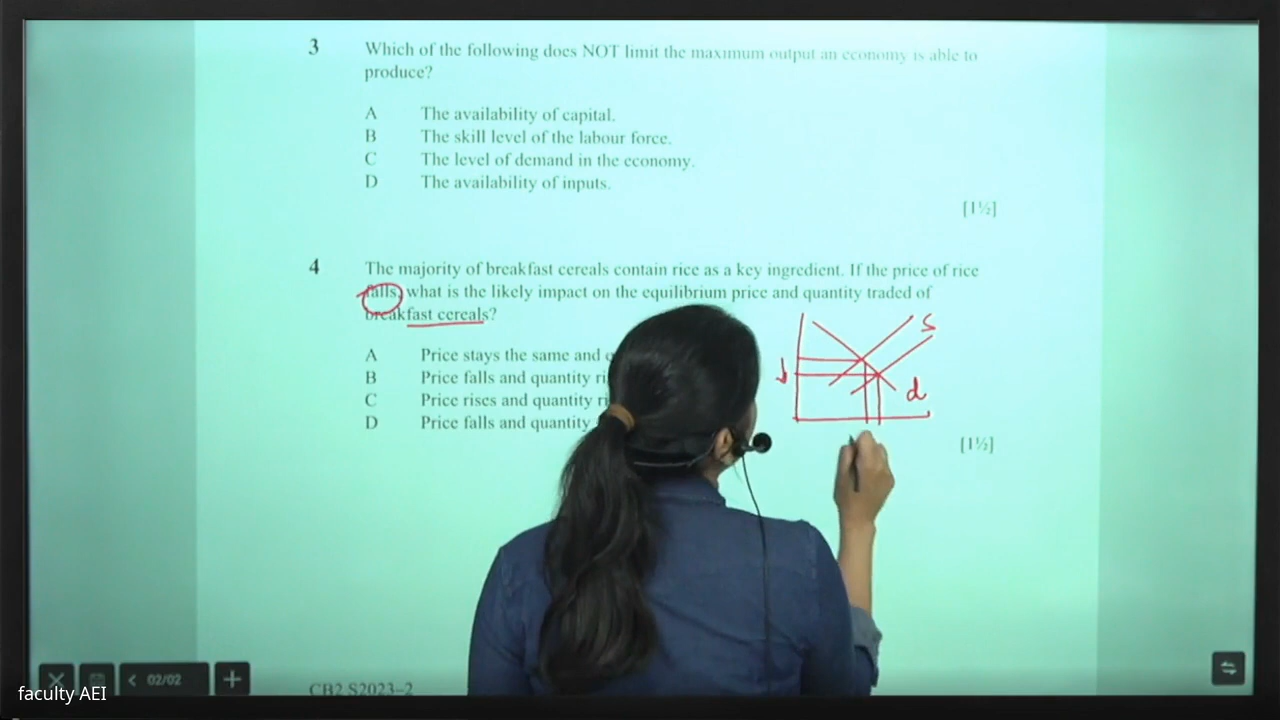 3 Which of the following does NOT limit the maximum output an economy is able to
produce?
A The availability of capital.
B The skill level of the labour force.
C The level of demand in the economy.
D The availability of inputs.
[1½]
4 The majority of breakfast cereals contain rice as a key ingredient. If the price of rice
falls, what is the likely impact on the equilibrium price and quantity traded of
breakfast cereals?
A Price stays the same and
B Price falls and quantity
C Price rises and quantity
D Price falls and quantity
S
d
[1½]
02/02
CB2 S2023–2
faculty AEI